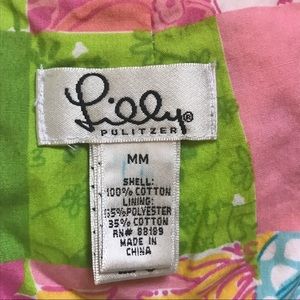 Lilly®
PULITZER
MM
SHELL:
100% COTTON
LINING:
65%POLYESTER
35% COTTON
RN# 88189
MADE IN
CHINA